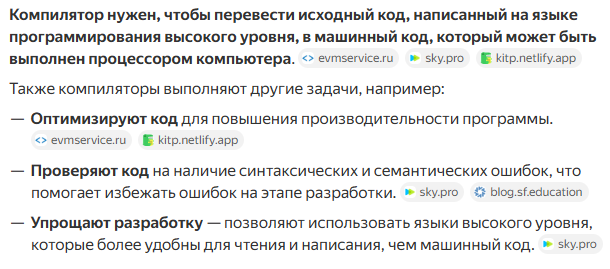 Компилятор нужен, чтобы перевести исходный код, написанный на языке
программирования высокого уровня, в машинный код, который может быть
выполнен процессором компьютера. <> evmservice.ru sky.pro kitp.netlify.app
Также компиляторы выполняют другие задачи, например:
— Оптимизируют код для повышения производительности программы.
<> evmservice.ru kitp.netlify.app
— Проверяют код на наличие синтаксических и семантических ошибок, что
помогает избежать ошибок на этапе разработки. sky.pro blog.sf.education
— Упрощают разработку — позволяют использовать языки высокого уровня,
которые более удобны для чтения и написания, чем машинный код. sky.pro